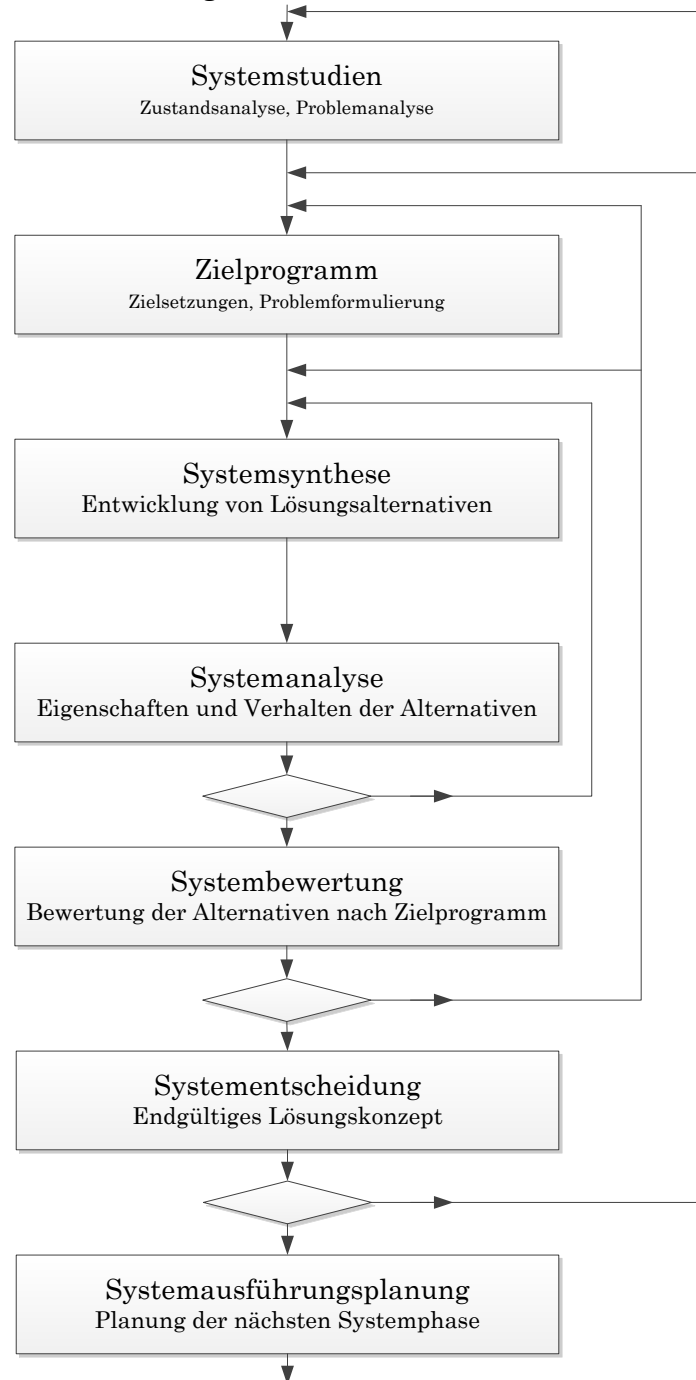 Systemstudien
Zustandsanalyse, Problemanalyse
Zielprogramm
Zielsetzungen, Problemformulierung
Systemsynthese
Entwicklung von Lösungsalternativen
Systemanalyse
Eigenschaften und Verhalten der Alternativen
Systembewertung
Bewertung der Alternativen nach Zielprogramm
Systementscheidung
Endgültiges Lösungskonzept
Systemausführungsplanung
Planung der nächsten Systemphase